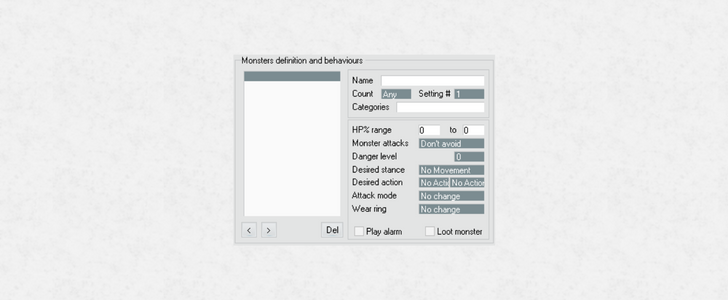 Monsters definition and behaviours
Name
Count Any Setting # 1
Categories
HP% range 0 to 0
Monster attacks Don't avoid
Danger level 0
Desired stance No Movement
Desired action No Actic No Action
Attack mode No change
Wear ring No change
< > Del Play alarm Loot monster